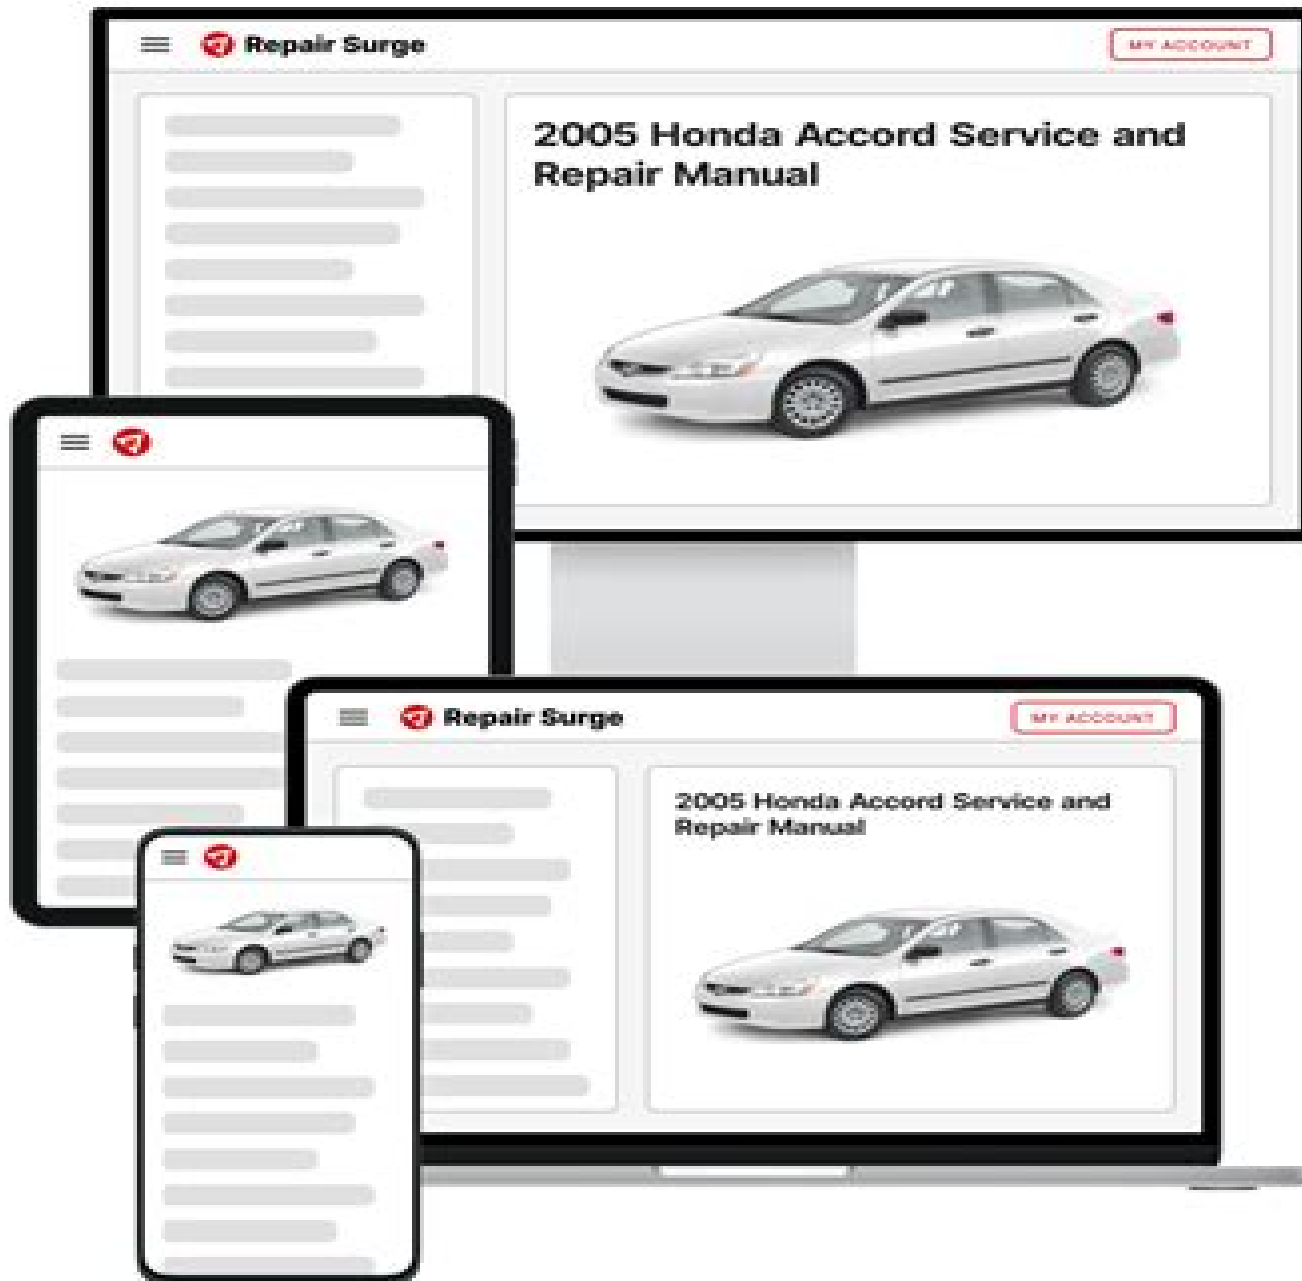 Repair Surge
MY ACCOUNT
2005 Honda Accord Service and
Repair Manual
Repair Surge
MY ACCOUNT
2005 Honda Accord Service and
Repair Manual